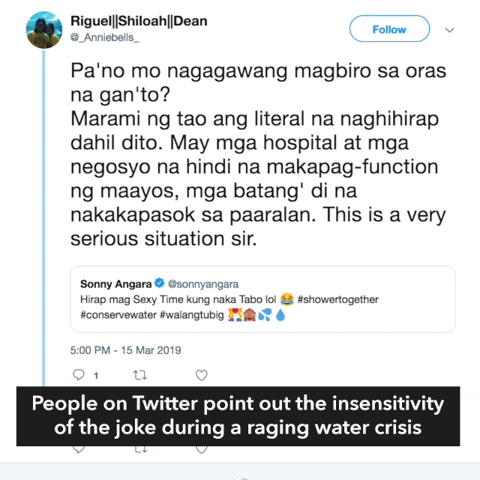 Riguel||Shiloah||Dean
@_Anniebells_
Follow
Pa'no mo nagagawang magbiro sa oras
na gan'to?
Marami ng tao ang literal na naghihirap
dahil dito. May mga hospital at mga
negosyo na hindi na makapag-function
ng maayos, mga batang' di na
nakakapasok sa paaralan. This is a very
serious situation sir.
Sonny Angara @sonnyangara
Hirap mag Sexy Time kung naka Tabo lol 😂 #showertogether
#conservewater #walangtubig
5:00 PM - 15 Mar 2019
1
People on Twitter point out the insensitivity
of the joke during a raging water crisis